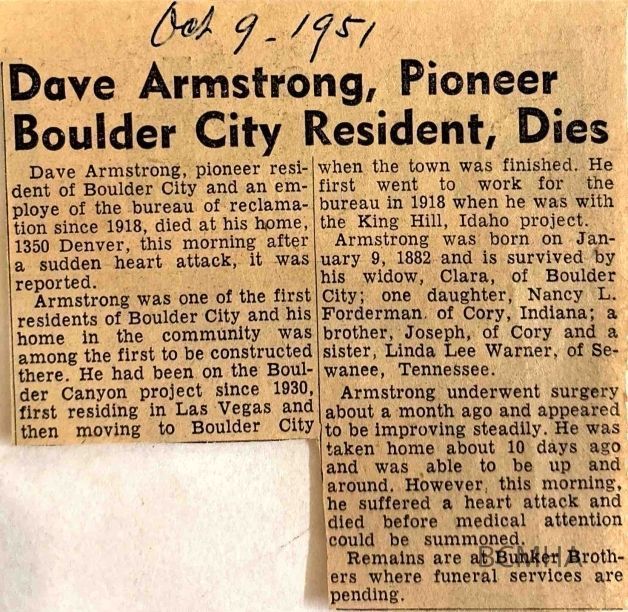 Oct 9 - 1951
Dave Armstrong, Pioneer
Boulder City Resident, Dies
Dave Armstrong, pioneer resi-
dent of Boulder City and an em-
ploye of the bureau of reclama-
tion since 1918, died at his home,
1350 Denver, this morning after
a sudden heart attack, it was
reported.
Armstrong was one of the first
residents of Boulder City and his
home in the community was
among the first to be constructed
there. He had been on the Boul-
der Canyon project since 1930,
first residing in Las Vegas and
then moving to Boulder City
when the town was finished. He
first went to work for the
bureau in 1918 when he was with
the King Hill, Idaho project.
Armstrong was born on Jan-
uary 9, 1882 and is survived by
his widow, Clara, of Boulder
City; one daughter, Nancy L.
Forderman of Cory, Indiana; a
brother, Joseph, of Cory and a
sister, Linda Lee Warner, of Se-
wanee, Tennessee.
Armstrong underwent surgery
about a month ago and appeared
to be improving steadily. He was
taken home about 10 days ago
and was able to be up and
around. However, this morning,
he suffered a heart attack and
died before medical attention
could be summoned.
Remains are at Bunker Broth-
ers where funeral services are
pending.
BCMHA